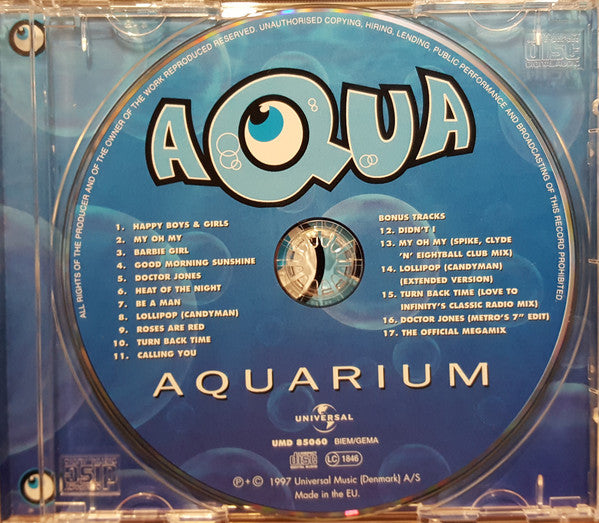 ALL RIGHTS OF THE PRODUCER AND OF THE OWNER OF THE WORK REPRODUCED RESERVED. UNAUTHORISED COPYING, HIRING, LENDING, PUBLIC PERFORMANCE AND BROADCASTING OF THIS RECORD PROHIBITED.
AQUA
1. HAPPY BOYS & GIRLS
2. MY OH MY
3. BARBIE GIRL
4. GOOD MORNING SUNSHINE
5. DOCTOR JONES
6. HEAT OF THE NIGHT
7. BE A MAN
8. LOLLIPOP (CANDYMAN)
9. ROSES ARE RED
10. TURN BACK TIME
11. CALLING YOU
BONUS TRACKS
12. DIDN'T I
13. MY OH MY (SPIKE, CLYDE
'N' EIGHTBALL CLUB MIX)
14. LOLLIPOP (CANDYMAN)
(EXTENDED VERSION)
15. TURN BACK TIME (LOVE TO
INFINITY'S CLASSIC RADIO MIX)
16. DOCTOR JONES (METRO'S 7" EDIT)
17. THE OFFICIAL MEGAMIX
AQUARIUM
UNIVERSAL
UMD 85060 BIEM/GEMA
disc LC 1846
℗ + © 1997 Universal Music (Denmark) A/S
Made in the EU.
disc
disc